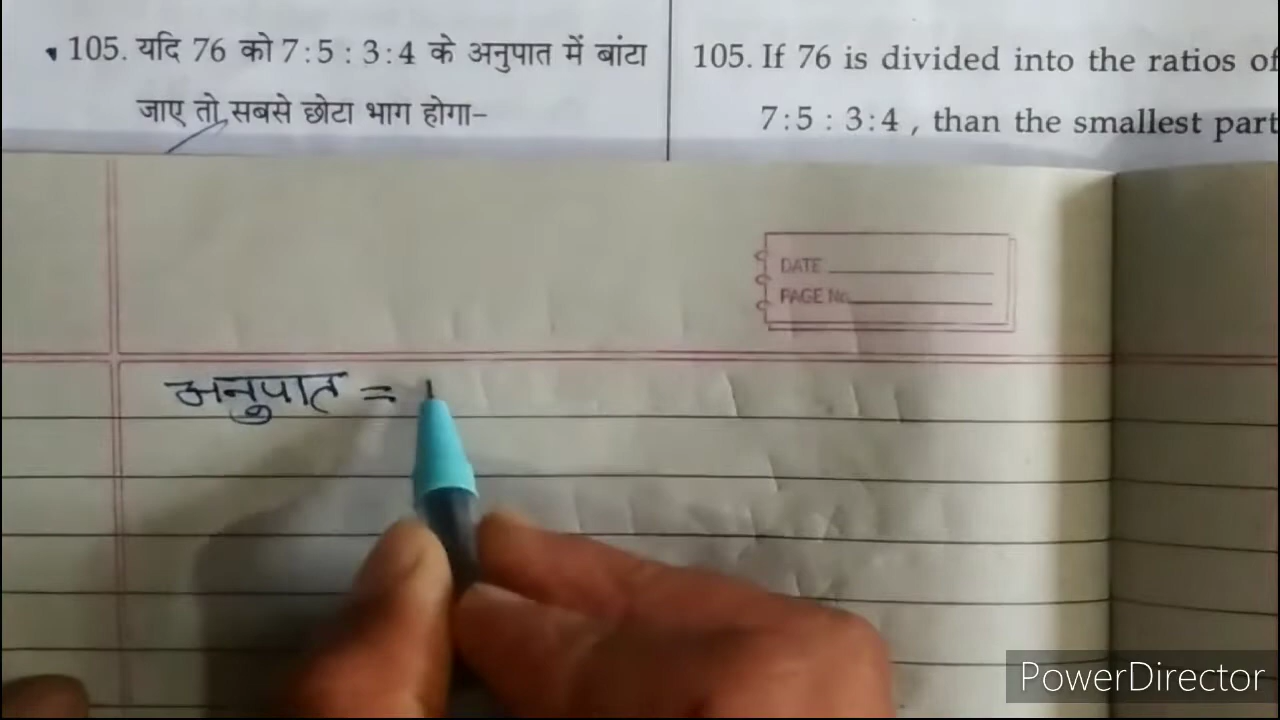 105. यदि 76 को 7:5 : 3:4 के अनुपात में बांटा
जाए तो सबसे छोटा भाग होगा–
105. If 76 is divided into the ratios of
7:5 : 3:4 , than the smallest part
DATE
PAGE No.
अनुपात =
PowerDirector